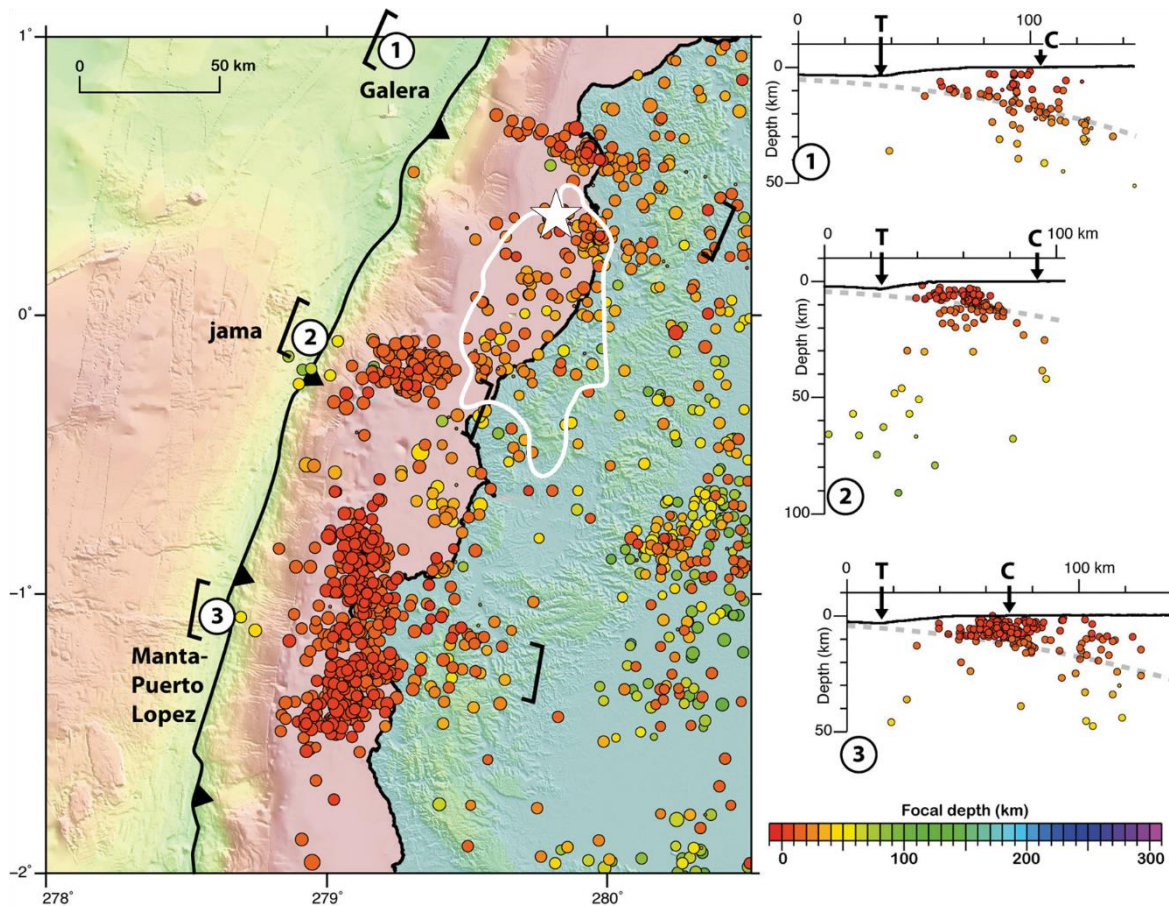 1°
0°
−1°
−2°
278°
279°
280°
0 50 km
1
Galera
jama
2
3
Manta-
Puerto
Lopez
0 100
T C
0
Depth (km)
50
1
0 100 km
T C
0
50
100
Depth (km)
2
0 100 km
T C
0
Depth (km)
50
3
Focal depth (km)
0 100 200 300